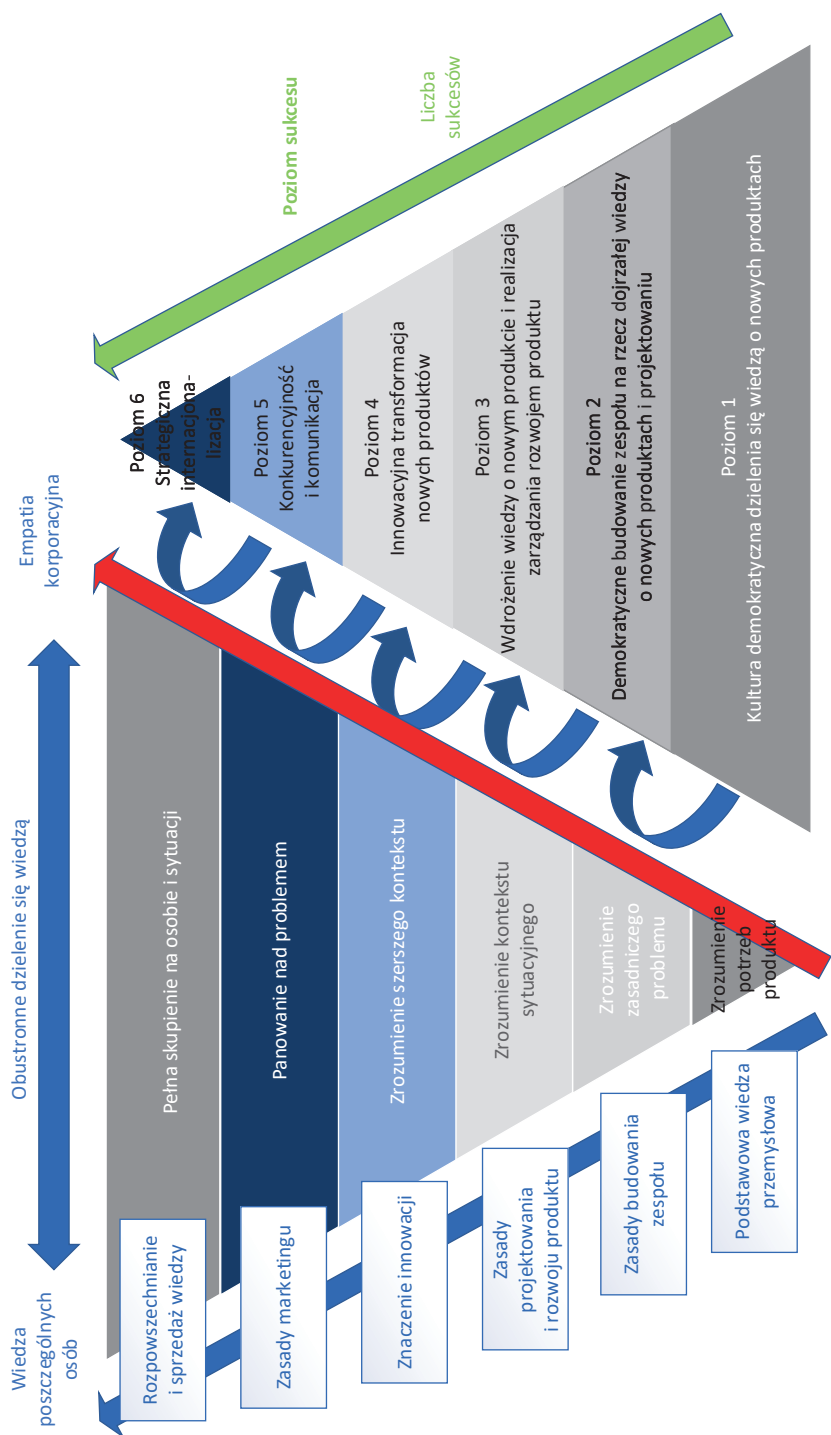 Wiedza
poszczególnych
osób
Obustronne dzielenie się wiedzą
Empatia
korporacyjna
Rozpowszechnianie
i sprzedaż wiedzy
Zasady marketingu
Znaczenie innowacji
Zasady
projektowania
i rozwoju produktu
Zasady budowania
zespołu
Podstawowa wiedza
przemysłowa
Pełna skupienie na osobie i sytuacji
Panowanie nad problemem
Zrozumienie szerszego kontekstu
Zrozumienie kontekstu
sytuacyjnego
Zrozumienie
zasadniczego
problemu
Zrozumienie
potrzeb
produktu
Poziom 6
Strategiczna
internacjona-
lizacja
Poziom 5
Konkurencyjność
i komunikacja
Poziom 4
Innowacyjna transformacja
nowych produktów
Poziom 3
Wdrożenie wiedzy o nowym produkcie i realizacja
zarządzania rozwojem produktu
Poziom 2
Demokratyczne budowanie zespołu na rzecz dojrzałej wiedzy
o nowych produktach i projektowaniu
Poziom 1
Kultura demokratyczna dzielenia się wiedzą o nowych produktach
Poziom sukcesu
Liczba
sukcesów